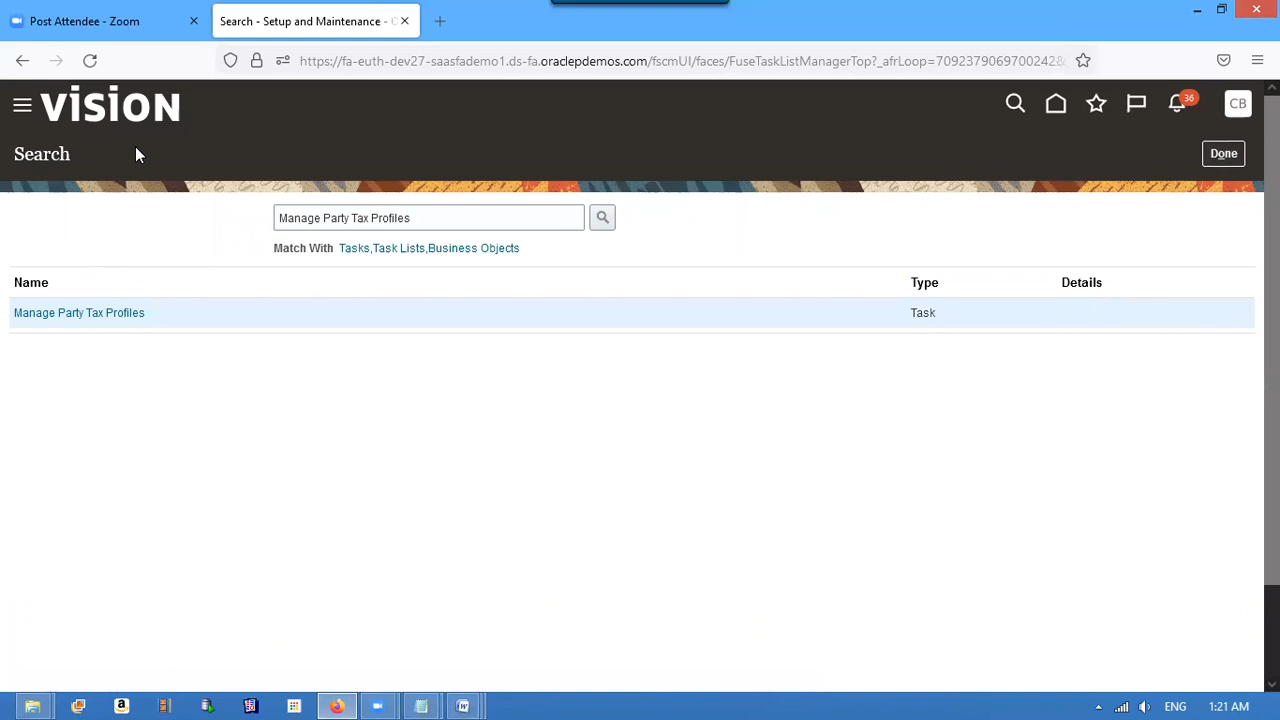 Post Attendee - Zoom
Search - Setup and Maintenance - 
https://fa-euth-dev27-saasfademo1.ds-fa.oraclepdemos.com/fscmUI/faces/FuseTaskListManagerTop?_afrLoop=7092379069700242&
vision
36
CB
Search
Done
Manage Party Tax Profiles
Match With Tasks,Task Lists,Business Objects
Name Type Details
Manage Party Tax Profiles Task
ENG 1:21 AM